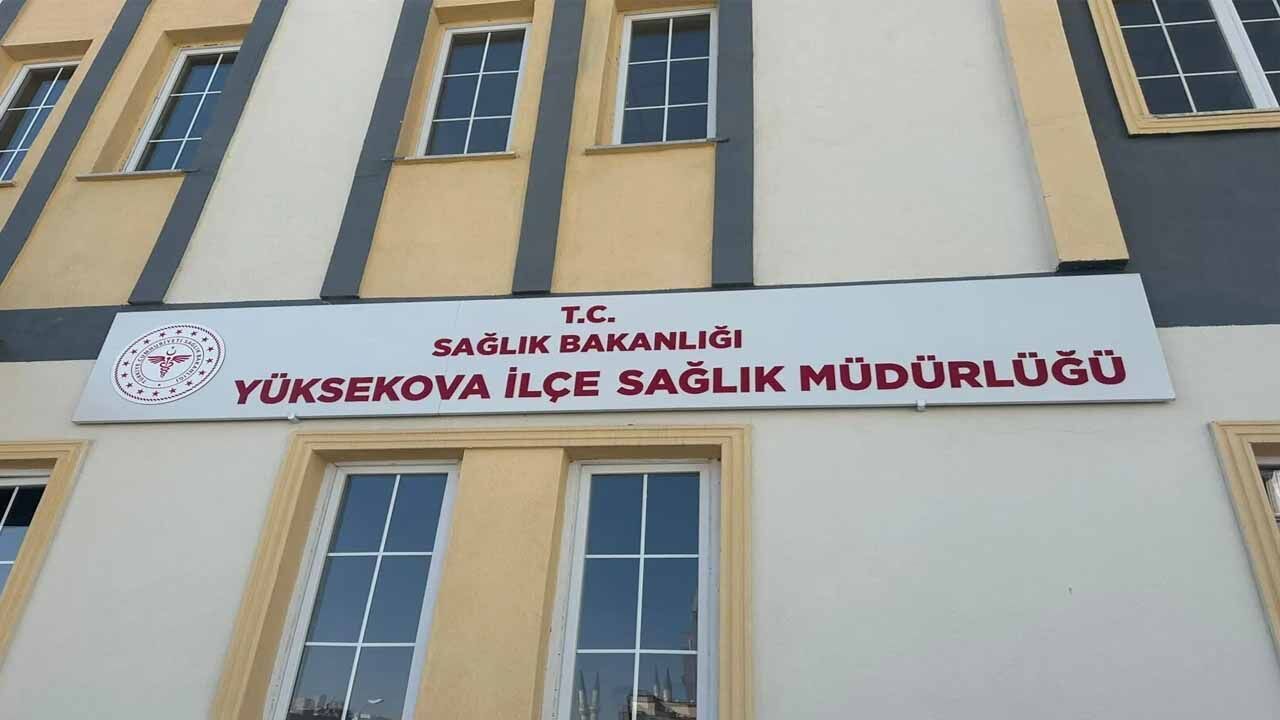 T.C.
SAĞLIK BAKANLIĞI
YÜKSEKOVA İLÇE SAĞLIK MÜDÜRLÜĞÜ